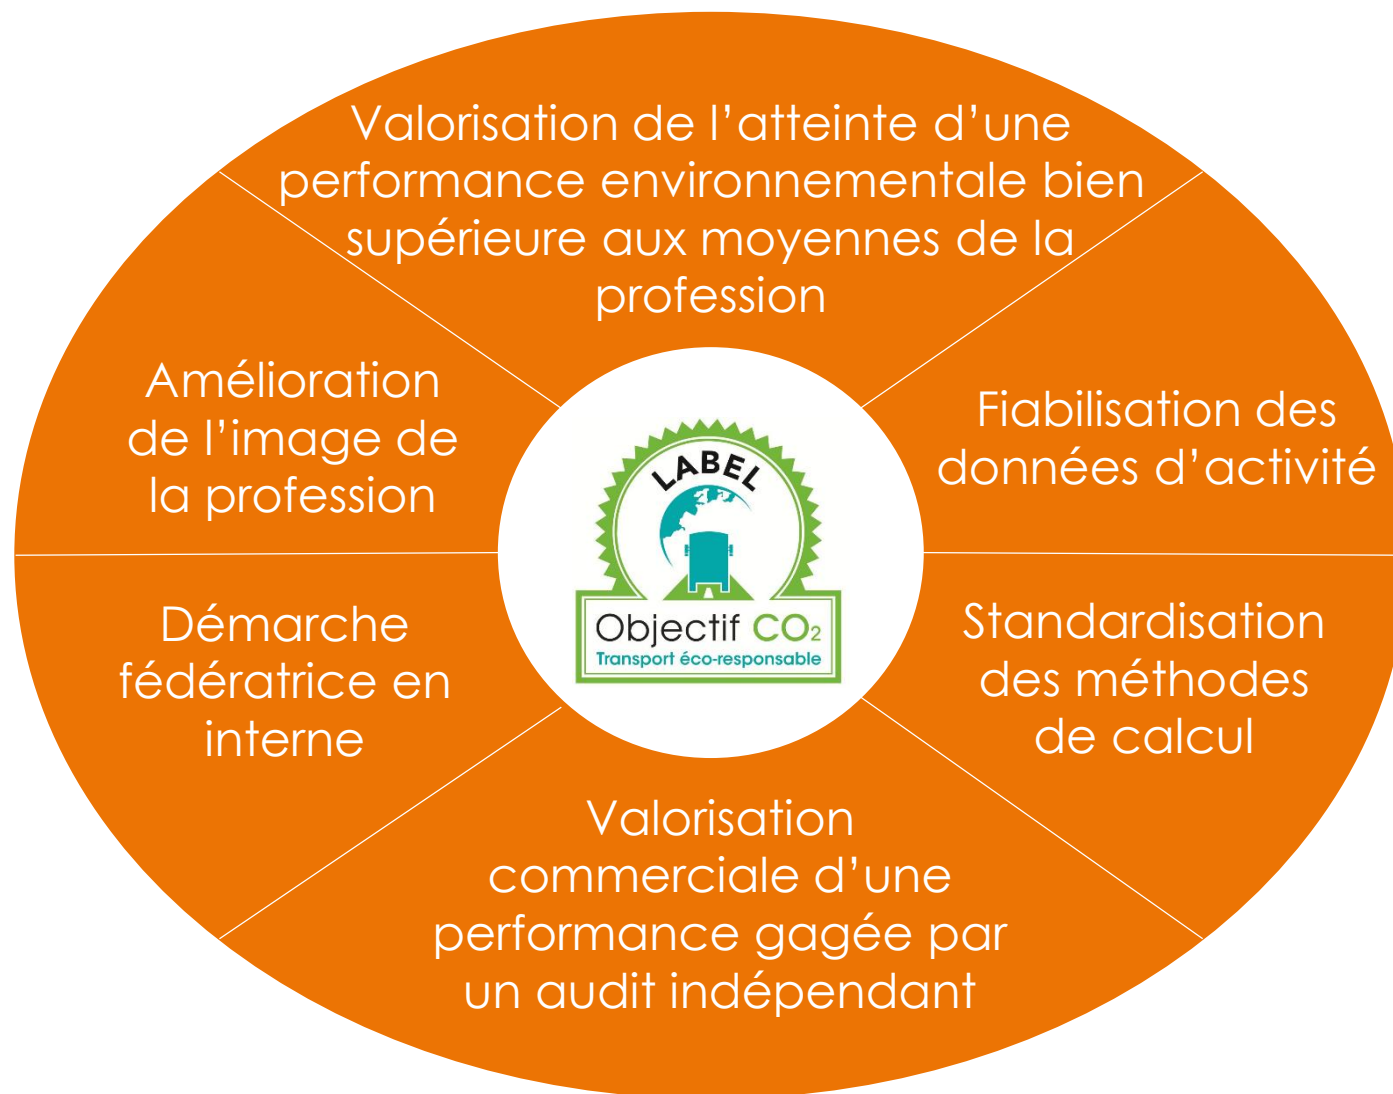 Valorisation de l’atteinte d’une
performance environnementale bien
supérieure aux moyennes de la
profession
Amélioration
de l’image de
la profession
Fiabilisation des
données d’activité
LABEL
Objectif CO₂
Transport éco-responsable
Démarche
fédératrice en
interne
Standardisation
des méthodes
de calcul
Valorisation
commerciale d’une
performance gagée par
un audit indépendant